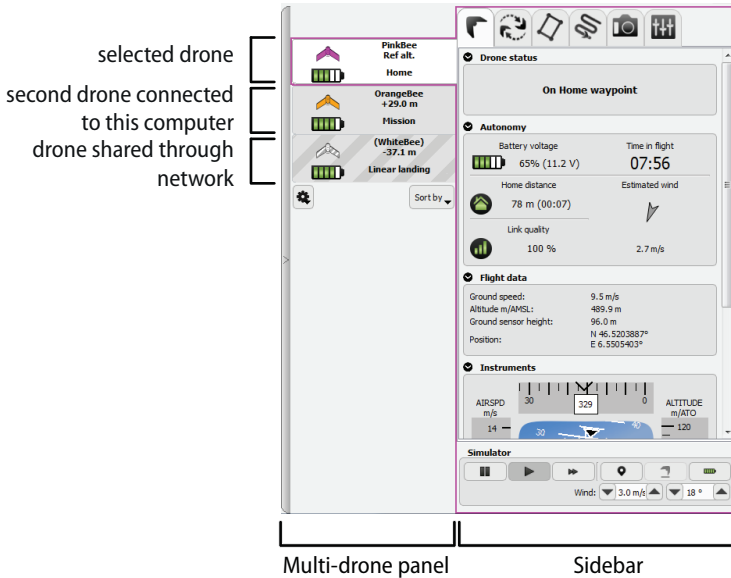 selected drone
second drone connected
to this computer
drone shared through
network
PinkBee
Ref alt.
Home
OrangeBee
+29.0 m
Mission
(WhiteBee)
-37.1 m
Linear landing
Sort by
Drone status
On Home waypoint
Autonomy
Battery voltage Time in flight
65% (11.2 V) 07:56
Home distance Estimated wind
78 m (00:07)
Link quality
100 % 2.7 m/s
Flight data
Ground speed: 9.5 m/s
Altitude m/AMSL: 489.9 m
Ground sensor height: 96.0 m
Position: N 46.5203887°
E 6.5505403°
Instruments
AIRSPD 30 329 0 ALTITUDE
m/s m/ATO
14 30 40 120
Simulator
Wind: 3.0 m/s 18 °
Multi-drone panel Sidebar